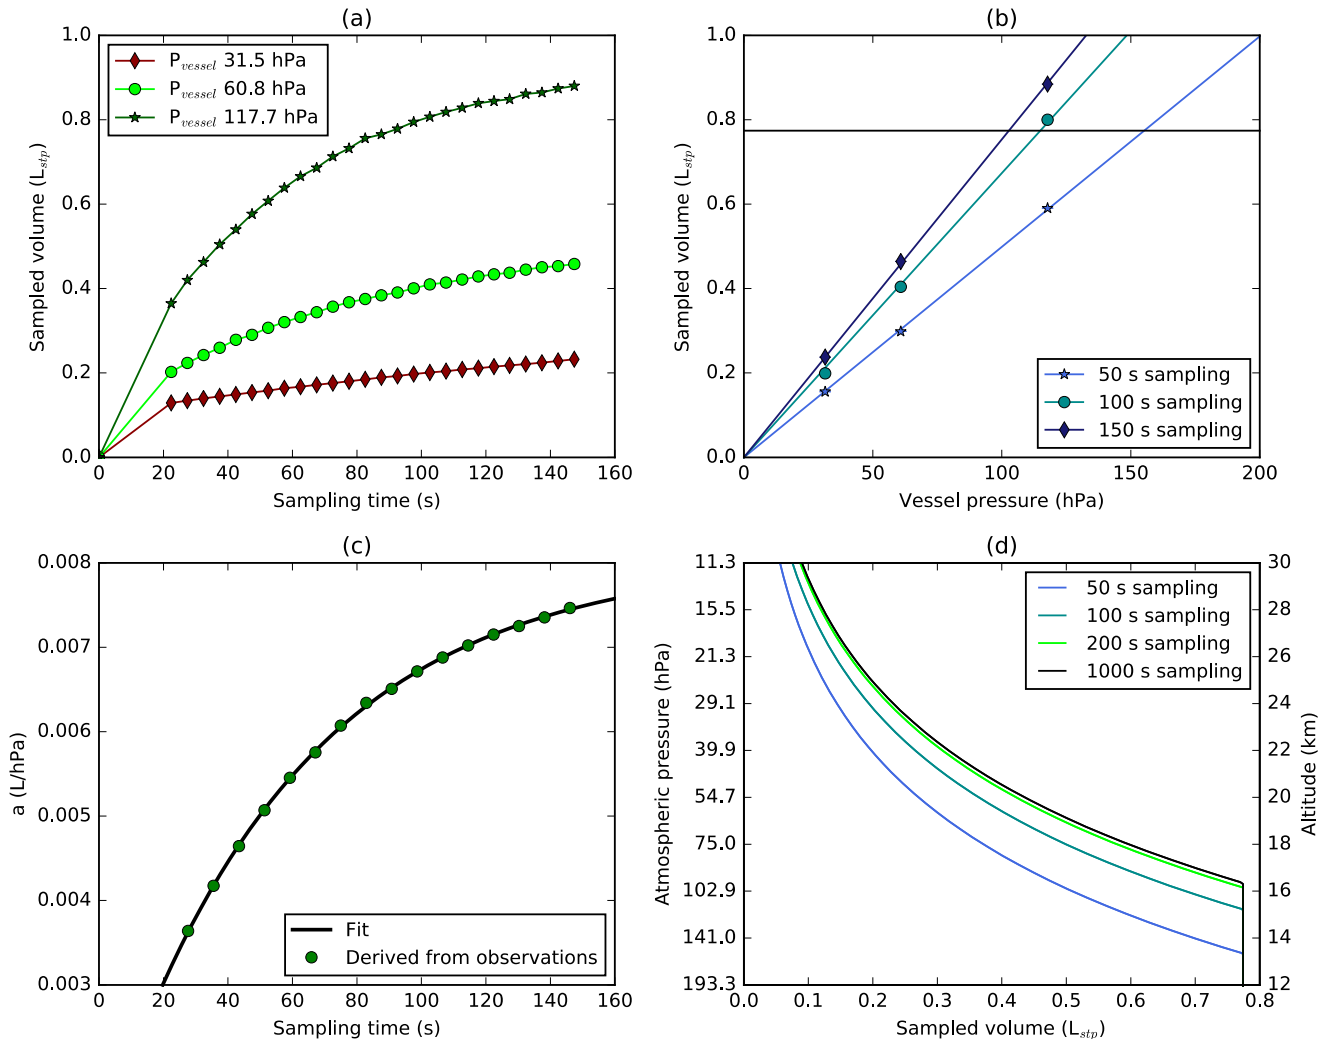 (a)
1.0
0.8
0.6
0.4
0.2
0.0
Sampled volume (L_stp)
P_vessel 31.5 hPa
P_vessel 60.8 hPa
P_vessel 117.7 hPa
0 20 40 60 80 100 120 140 160
Sampling time (s)
(b)
1.0
0.8
0.6
0.4
0.2
0.0
Sampled volume (L_stp)
50 s sampling
100 s sampling
150 s sampling
0 50 100 150 200
Vessel pressure (hPa)
(c)
0.008
0.007
0.006
0.005
0.004
0.003
a (L/hPa)
Fit
Derived from observations
0 20 40 60 80 100 120 140 160
Sampling time (s)
(d)
11.3
15.5
21.3
29.1
39.9
54.7
75.0
102.9
141.0
193.3
Atmospheric pressure (hPa)
50 s sampling
100 s sampling
200 s sampling
1000 s sampling
30
28
26
24
22
20
18
16
14
12
Altitude (km)
0.0 0.1 0.2 0.3 0.4 0.5 0.6 0.7 0.8
Sampled volume (L_stp)